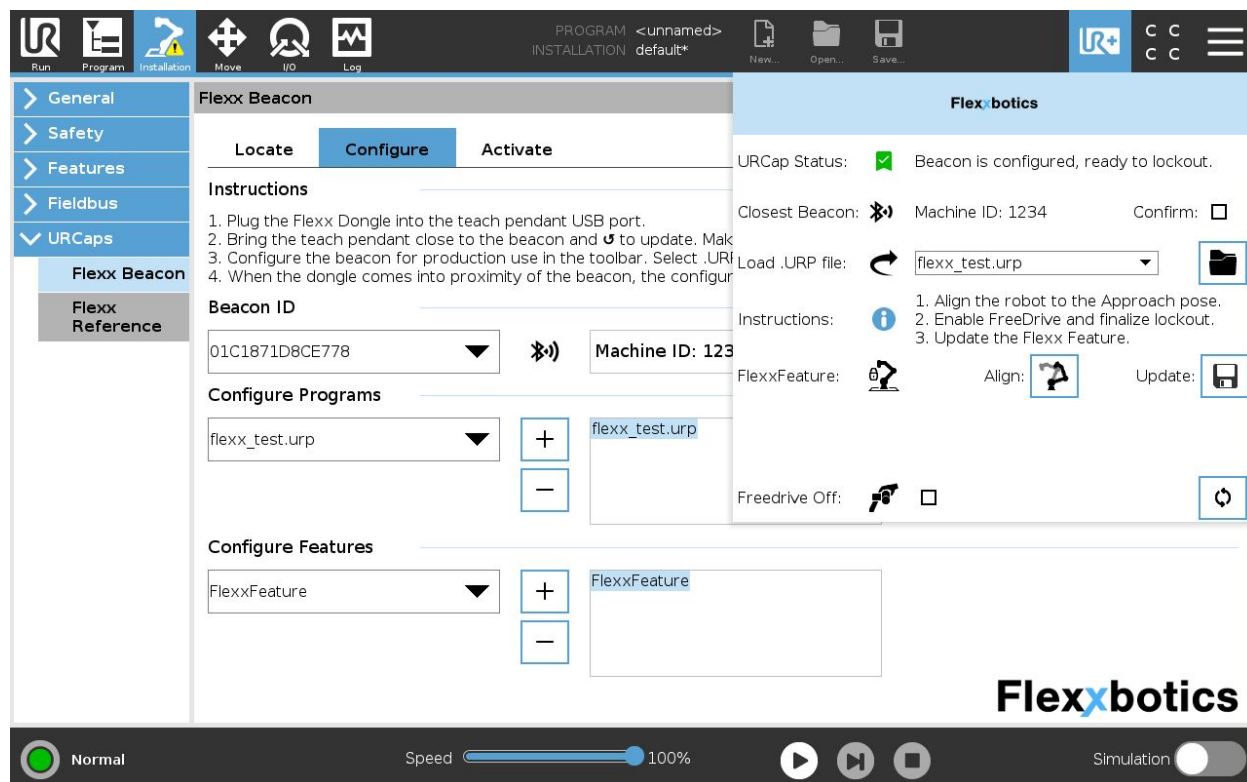 PROGRAM <unnamed>
INSTALLATION default*
Run Program Installation Move I/O Log New... Open... Save...
UR+
C C
C C
General
Safety
Features
Fieldbus
URCaps
Flexx Beacon
Flexx
Reference
Flexx Beacon
Locate Configure Activate
Instructions
1. Plug the Flexx Dongle into the teach pendant USB port.
2. Bring the teach pendant close to the beacon and ↺ to update. Mak
3. Configure the beacon for production use in the toolbar. Select .UR
4. When the dongle comes into proximity of the beacon, the configur
Beacon ID
01C1871D8CE778 Machine ID: 123
Configure Programs
flexx_test.urp + flexx_test.urp
−
Configure Features
FlexxFeature + FlexxFeature
−
Flexxbotics
URCap Status: Beacon is configured, ready to lockout.
Closest Beacon: Machine ID: 1234 Confirm:
Load .URP file: flexx_test.urp
Instructions:
1. Align the robot to the Approach pose.
2. Enable FreeDrive and finalize lockout.
3. Update the Flexx Feature.
FlexxFeature: Align: Update:
Freedrive Off:
Flexxbotics
Normal Speed 100% Simulation